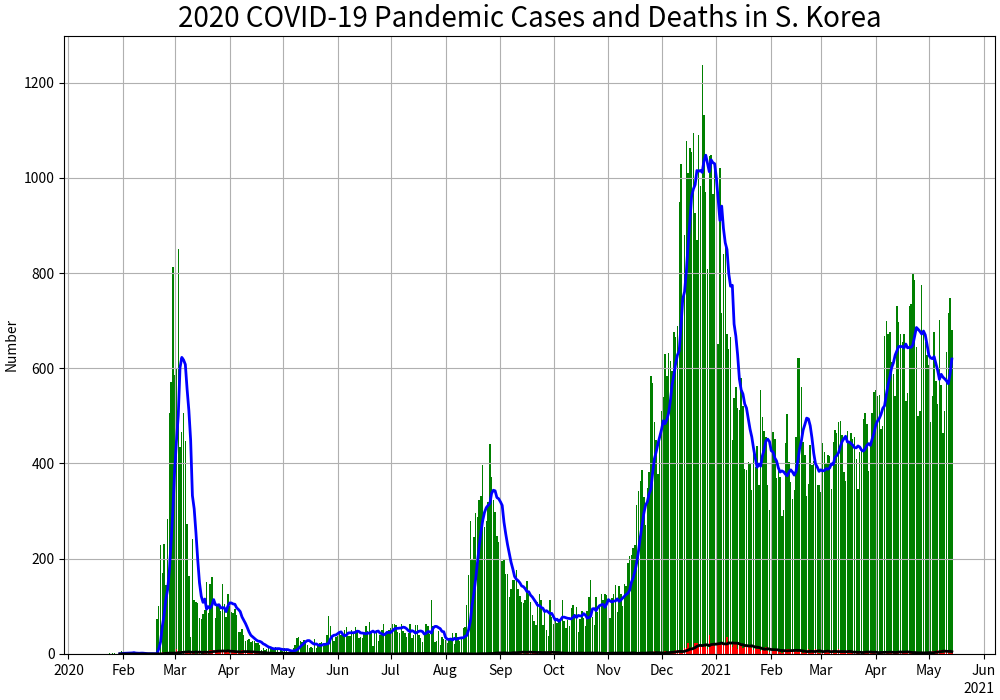 2020 COVID-19 Pandemic Cases and Deaths in S. Korea
Number
1200
1000
800
600
400
200
0
2020 Feb Mar Apr May Jun Jul Aug Sep Oct Nov Dec 2021 Feb Mar Apr May Jun
2021